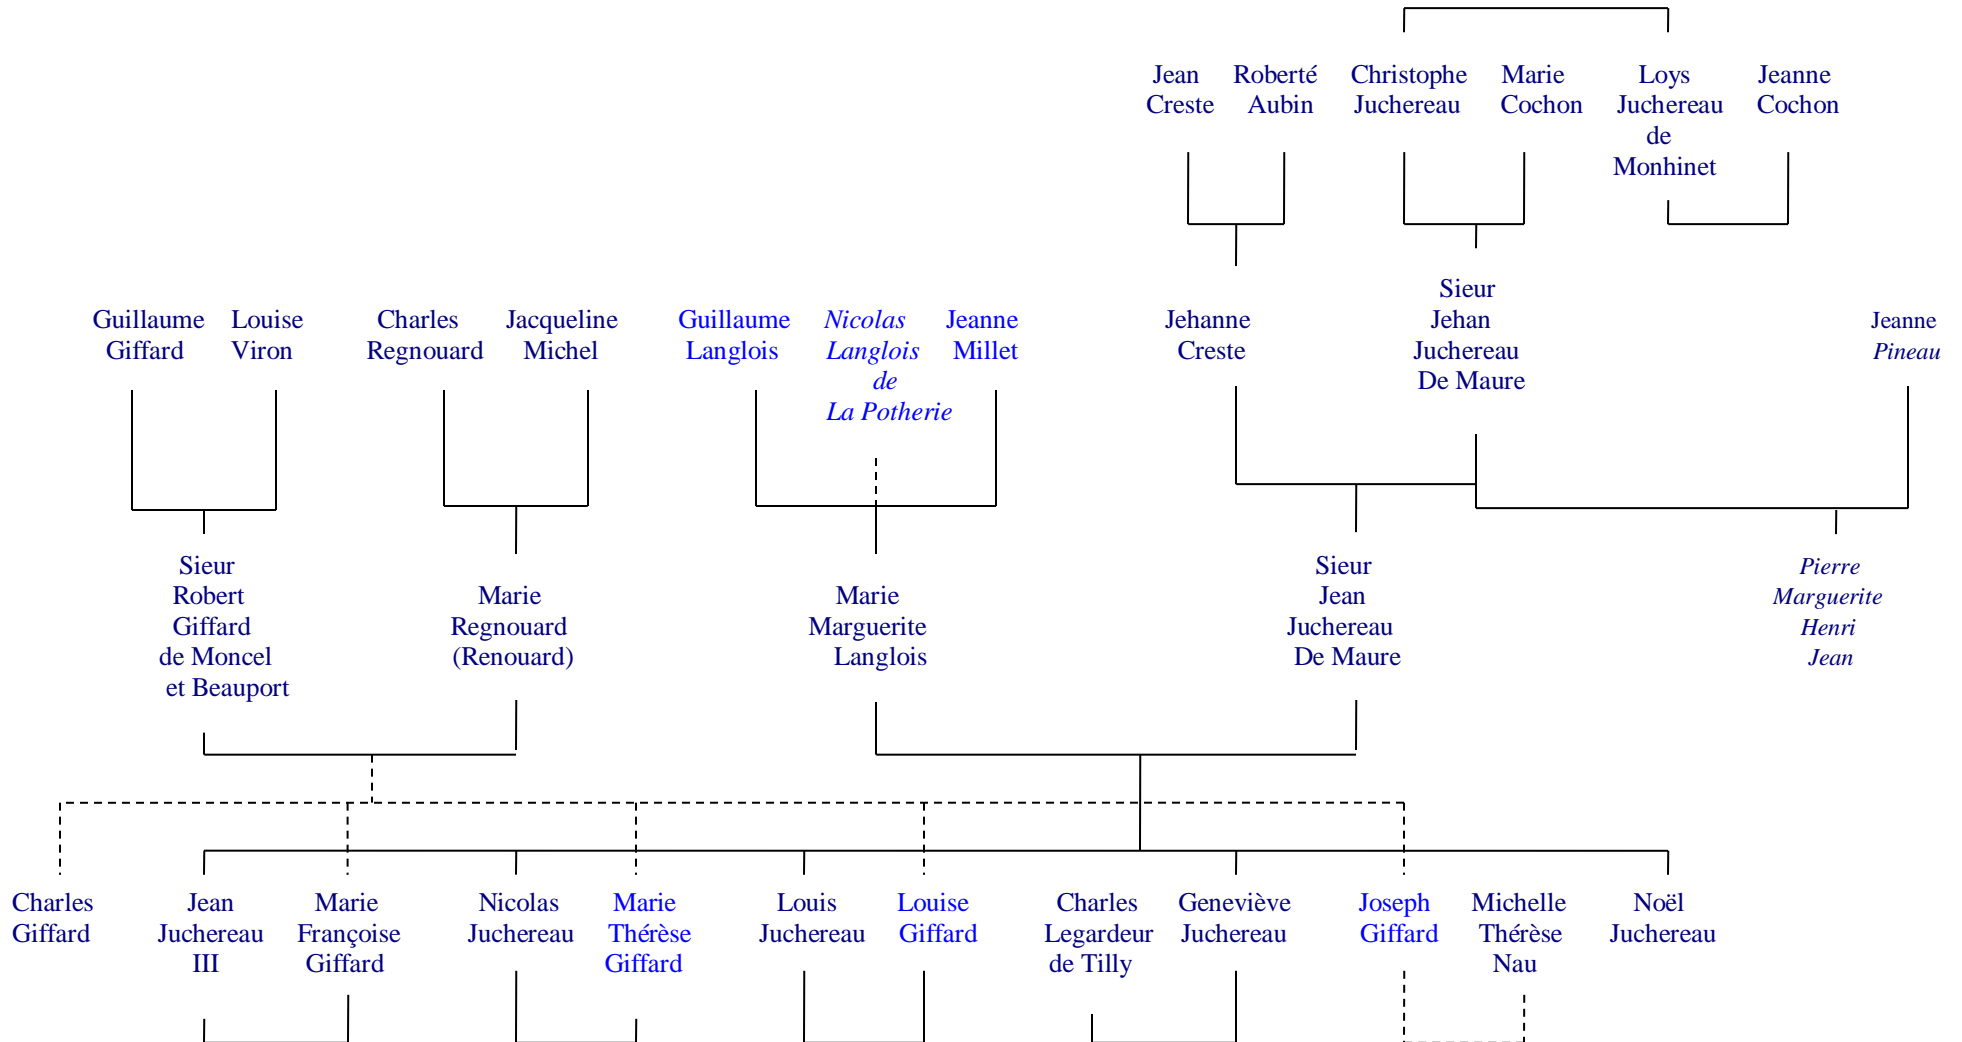 Jean
Creste
Roberté
Aubin
Christophe
Juchereau
Marie
Cochon
Loys
Juchereau
de
Monhinet
Jeanne
Cochon
Guillaume
Giffard
Louise
Viron
Charles
Regnouard
Jacqueline
Michel
Guillaume
Langlois
Nicolas
Langlois
de
La Potherie
Jeanne
Millet
Jehanne
Creste
Sieur
Jehan
Juchereau
De Maure
Jeanne
Pineau
Sieur
Robert
Giffard
de Moncel
et Beauport
Marie
Regnouard
(Renouard)
Marie
Marguerite
Langlois
Sieur
Jean
Juchereau
De Maure
Pierre
Marguerite
Henri
Jean
Charles
Giffard
Jean
Juchereau
III
Marie
Françoise
Giffard
Nicolas
Juchereau
Marie
Thérèse
Giffard
Louis
Juchereau
Louise
Giffard
Charles
Legardeur
de Tilly
Geneviève
Juchereau
Joseph
Giffard
Michelle
Thérèse
Nau
Noël
Juchereau